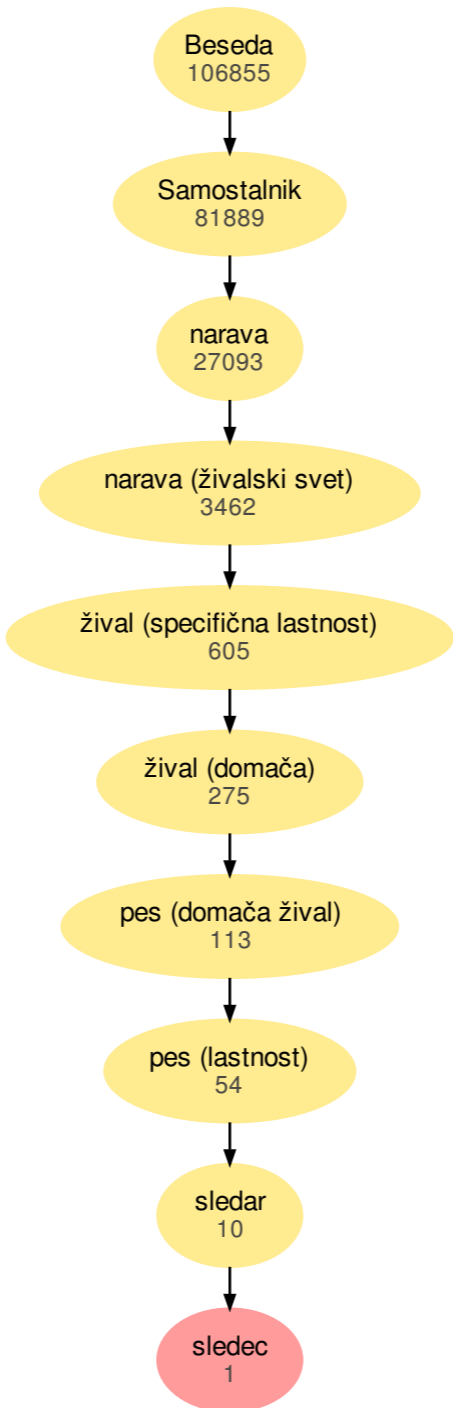 Beseda
106855
Samostalnik
81889
narava
27093
narava (živalski svet)
3462
žival (specifična lastnost)
605
žival (domača)
275
pes (domača žival)
113
pes (lastnost)
54
sledar
10
sledec
1